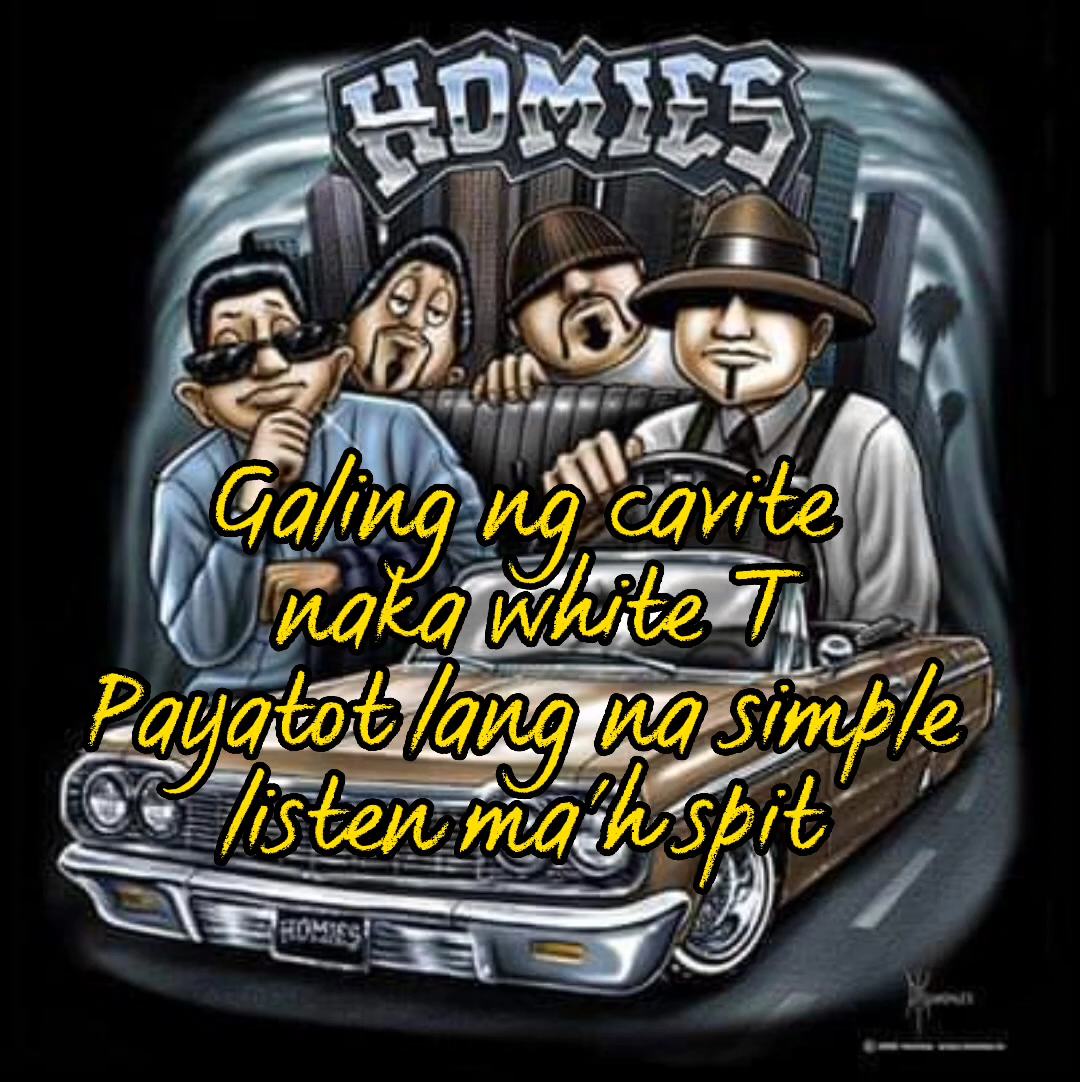 HOMIES
Galing ng cavite
naka white T
Payatot lang na simple
listen ma'h spit
HOMIES